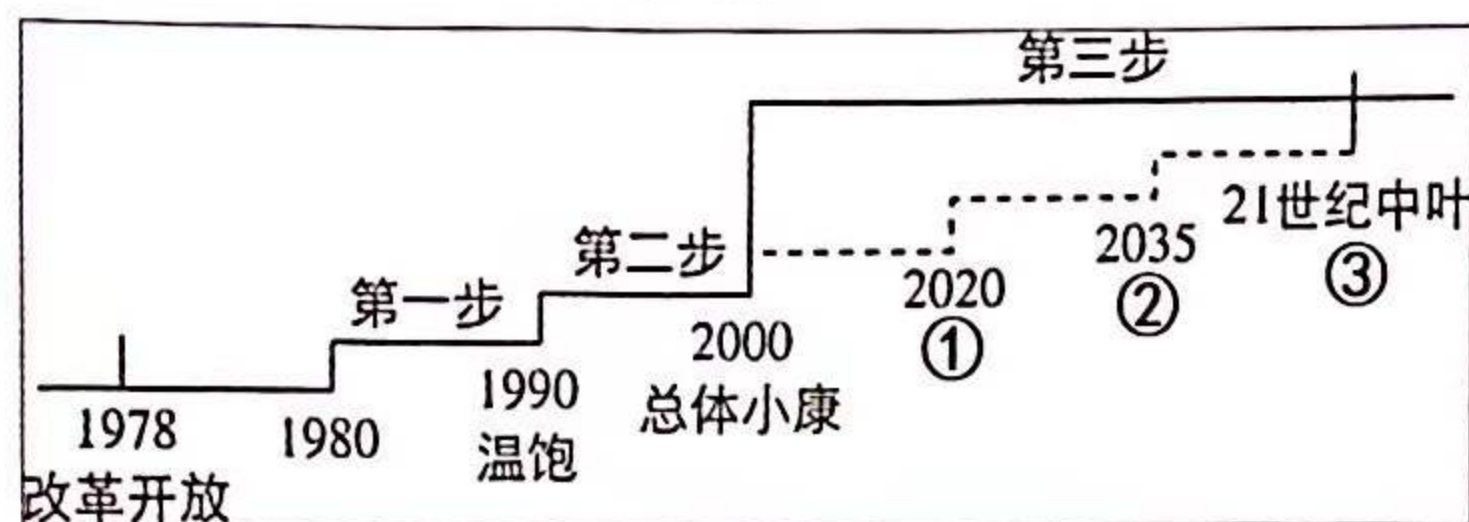 第三步
第二步
第一步
21世纪中叶
③
2035
②
2020
①
2000
总体小康
1990
温饱
1980
1978
改革开放